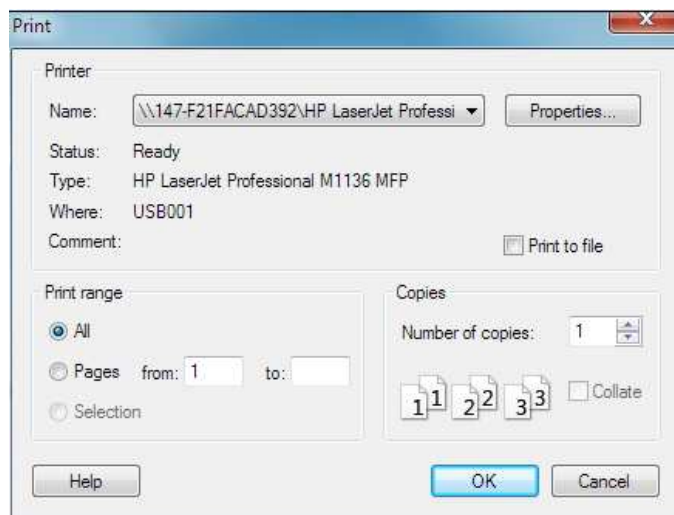 Print
Printer
Name: \\147-F21FACAD392\HP LaserJet Professi Properties...
Status: Ready
Type: HP LaserJet Professional M1136 MFP
Where: USB001
Comment: Print to file
Print range
All
Pages from: 1 to:
Selection
Copies
Number of copies: 1
1 1 2 2 3 3 Collate
Help OK Cancel